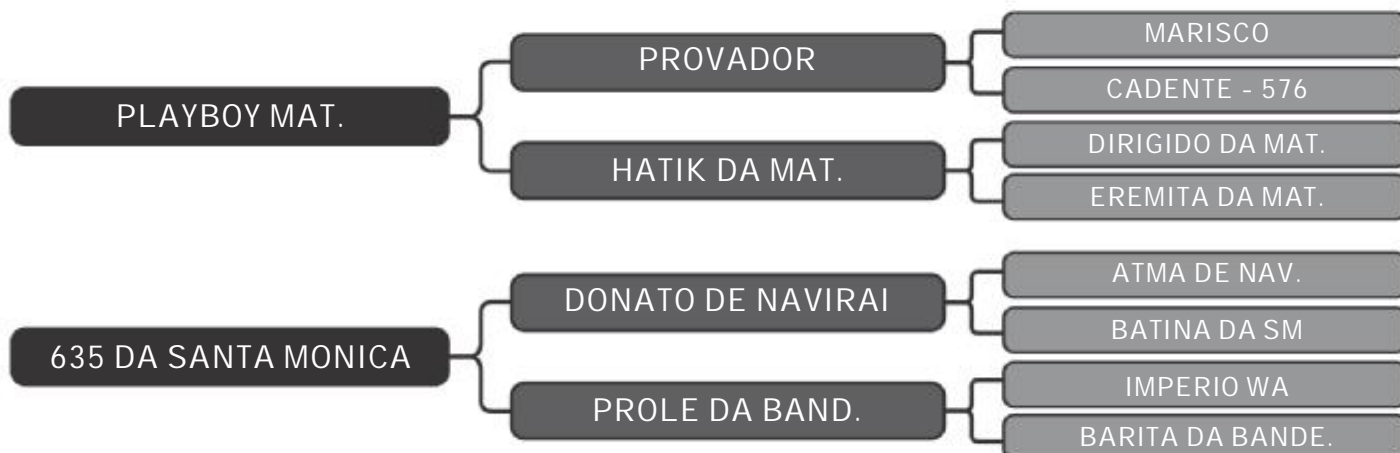 PLAYBOY MAT.
PROVADOR
MARISCO
CADENTE - 576
HATIK DA MAT.
DIRIGIDO DA MAT.
EREMITA DA MAT.
635 DA SANTA MONICA
DONATO DE NAVIRAI
ATMA DE NAV.
BATINA DA SM
PROLE DA BAND.
IMPERIO WA
BARITA DA BANDE.